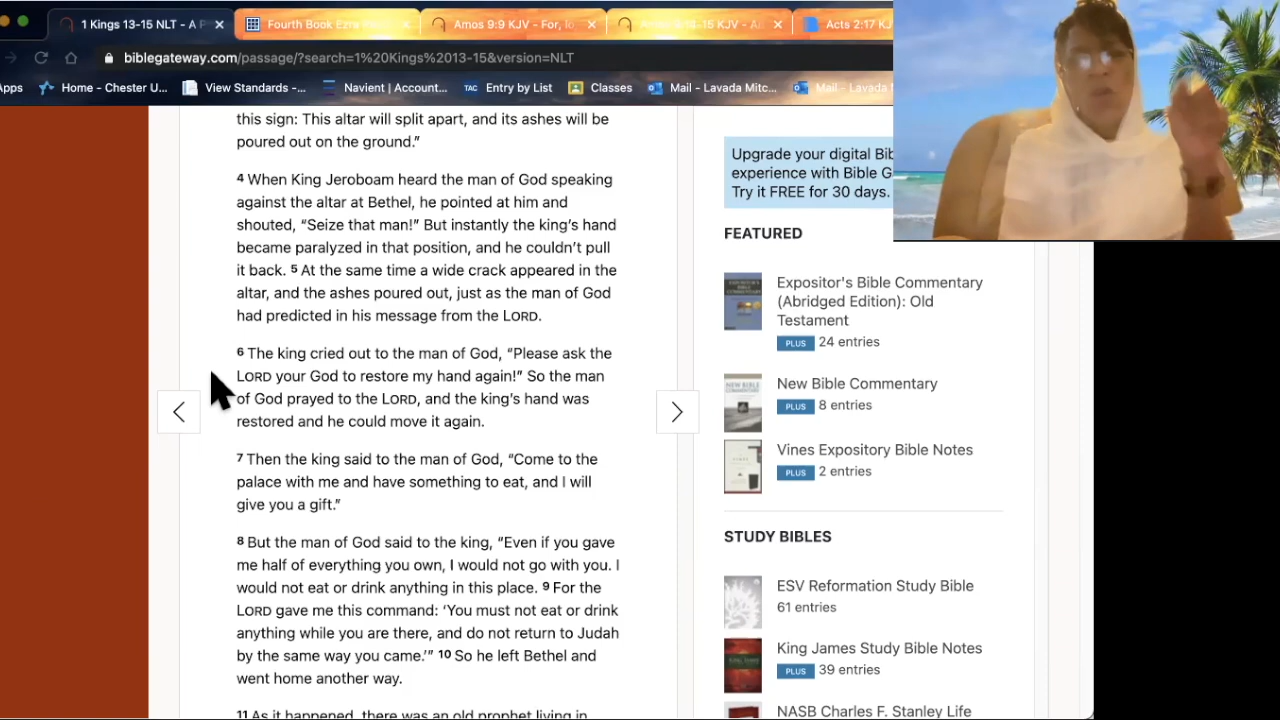 1 Kings 13-15 NLT - A P
Fourth Book Ezra
Amos 9:9 KJV - For, lo
-15 KJV - A
Acts 2:17 KJ
biblegateway.com/passage/?search=1%20Kings%2013-15&version=NLT
Apps
Home - Chester U...
View Standards -...
Navient | Account...
TAC Entry by List
Classes
Mail - Lavada Mitc...
Mail - Lavada
this sign: This altar will split apart, and its ashes will be
poured out on the ground.”
4 When King Jeroboam heard the man of God speaking
against the altar at Bethel, he pointed at him and
shouted, “Seize that man!” But instantly the king’s hand
became paralyzed in that position, and he couldn’t pull
it back. 5 At the same time a wide crack appeared in the
altar, and the ashes poured out, just as the man of God
had predicted in his message from the LORD.
6 The king cried out to the man of God, “Please ask the
LORD your God to restore my hand again!” So the man
of God prayed to the LORD, and the king’s hand was
restored and he could move it again.
7 Then the king said to the man of God, “Come to the
palace with me and have something to eat, and I will
give you a gift.”
8 But the man of God said to the king, “Even if you gave
me half of everything you own, I would not go with you. I
would not eat or drink anything in this place. 9 For the
LORD gave me this command: ‘You must not eat or drink
anything while you are there, and do not return to Judah
by the same way you came.’” 10 So he left Bethel and
went home another way.
11 As it happened, there was an old prophet living in
Upgrade your digital Bib
experience with Bible G
Try it FREE for 30 days.
FEATURED
Expositor's Bible Commentary
(Abridged Edition): Old
Testament
PLUS 24 entries
New Bible Commentary
PLUS 8 entries
Vines Expository Bible Notes
PLUS 2 entries
STUDY BIBLES
ESV Reformation Study Bible
61 entries
King James Study Bible Notes
PLUS 39 entries
NASB Charles F. Stanley Life